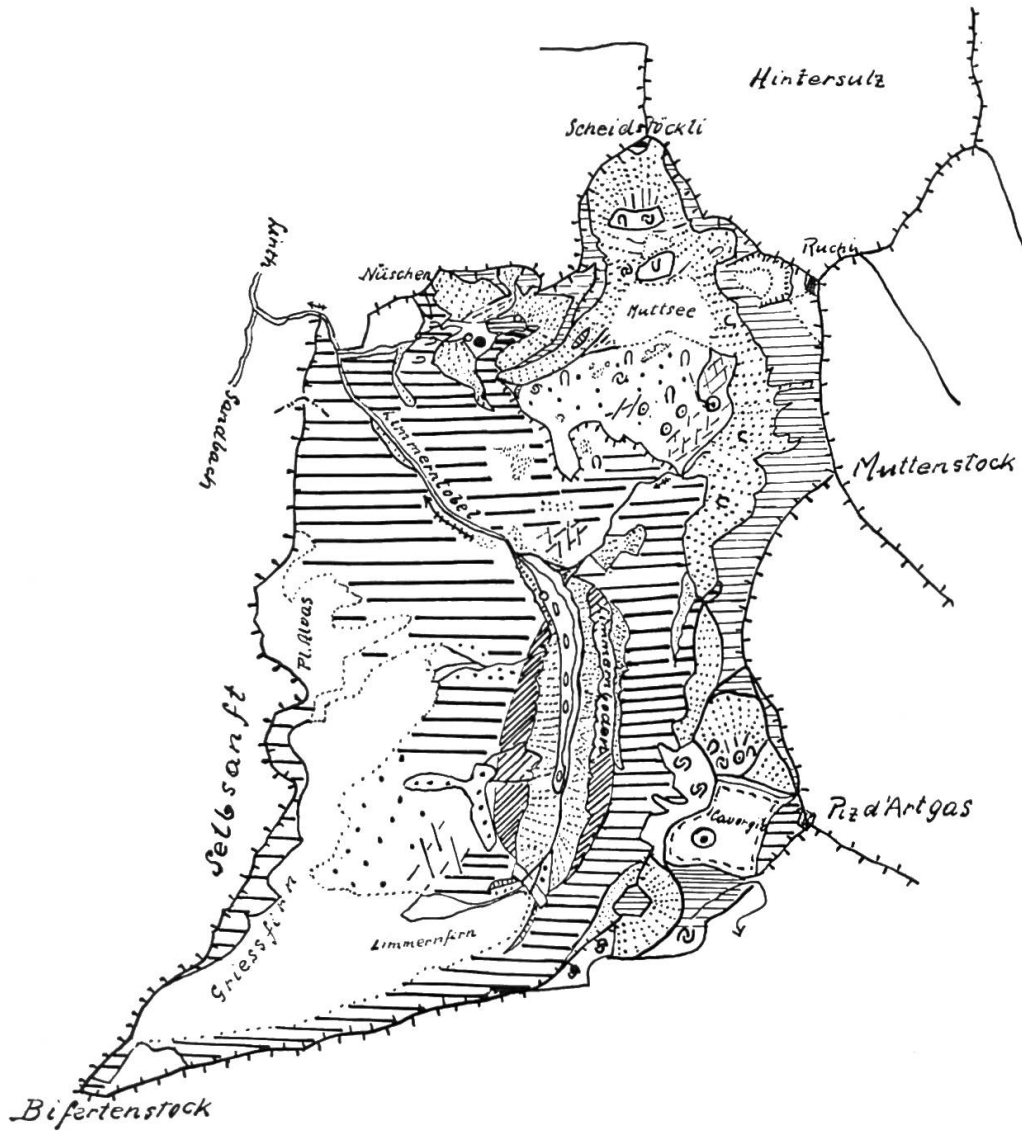 Hintersulz
Scheidstöckli
Linth
Nüschen
Ruchi
Muttsee
Sandbach
Limmerntobel
Muttenstock
Pl. Alvas
Limmernboden
Selbsanft
Cavorgia
Piz d'Artgas
Griessfirn
Limmernfirn
Bifertenstock